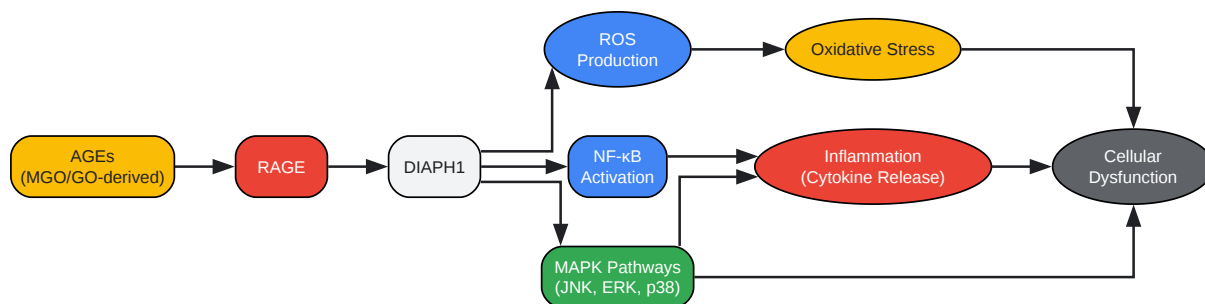 AGEs
(MGO/GO-derived)
RAGE
DIAPH1
ROS
Production
NF-κB
Activation
MAPK Pathways
(JNK, ERK, p38)
Oxidative Stress
Inflammation
(Cytokine Release)
Cellular
Dysfunction